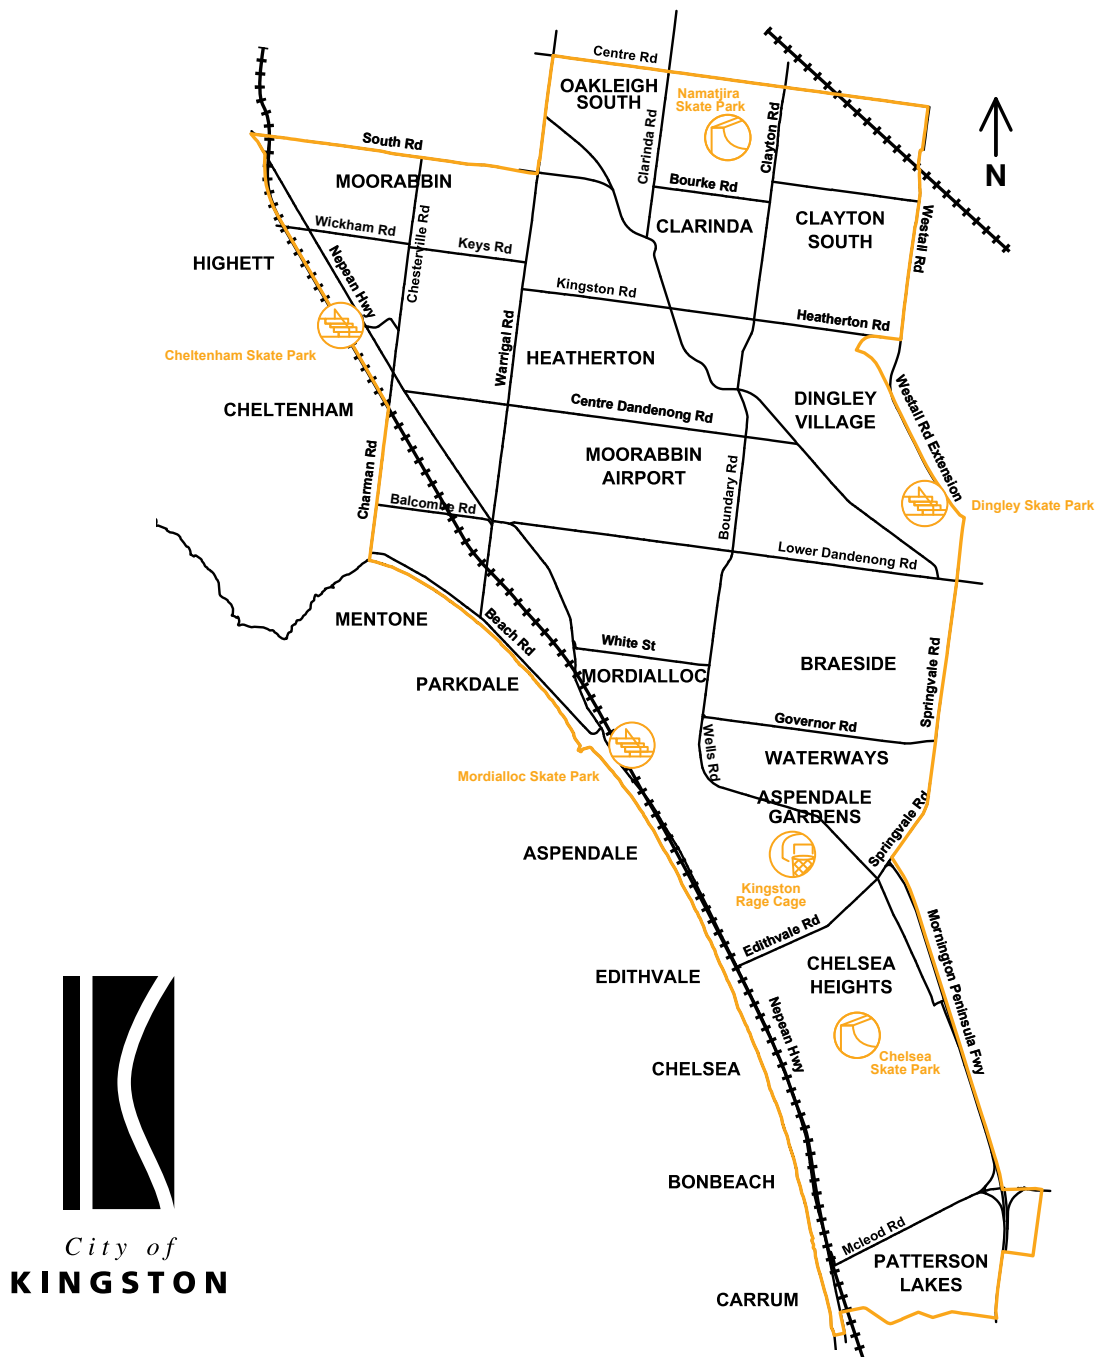 Centre Rd
OAKLEIGH
SOUTH
Namatjira
Skate Park
Clarinda Rd
Clayton Rd
N
South Rd
MOORABBIN
Bourke Rd
CLARINDA
CLAYTON
SOUTH
Westall Rd
Wickham Rd
Chesterville Rd
Keys Rd
HIGHETT
Nepean Hwy
Kingston Rd
Heatherton Rd
Cheltenham Skate Park
Warrigal Rd
HEATHERTON
CHELTENHAM
Centre Dandenong Rd
DINGLEY
VILLAGE
Westall Rd Extension
MOORABBIN
AIRPORT
Charman Rd
Balcombe Rd
Boundary Rd
Dingley Skate Park
Lower Dandenong Rd
MENTONE
Beach Rd
White St
PARKDALE
MORDIALLOC
BRAESIDE
Springvale Rd
Governor Rd
Wells Rd
WATERWAYS
Mordialloc Skate Park
ASPENDALE
GARDENS
Springvale Rd
ASPENDALE
Kingston
Rage Cage
Edithvale Rd
Mornington Peninsula Fwy
EDITHVALE
CHELSEA
HEIGHTS
Nepean Hwy
Chelsea
Skate Park
CHELSEA
BONBEACH
Mcleod Rd
PATTERSON
LAKES
CARRUM
City of
KINGSTON